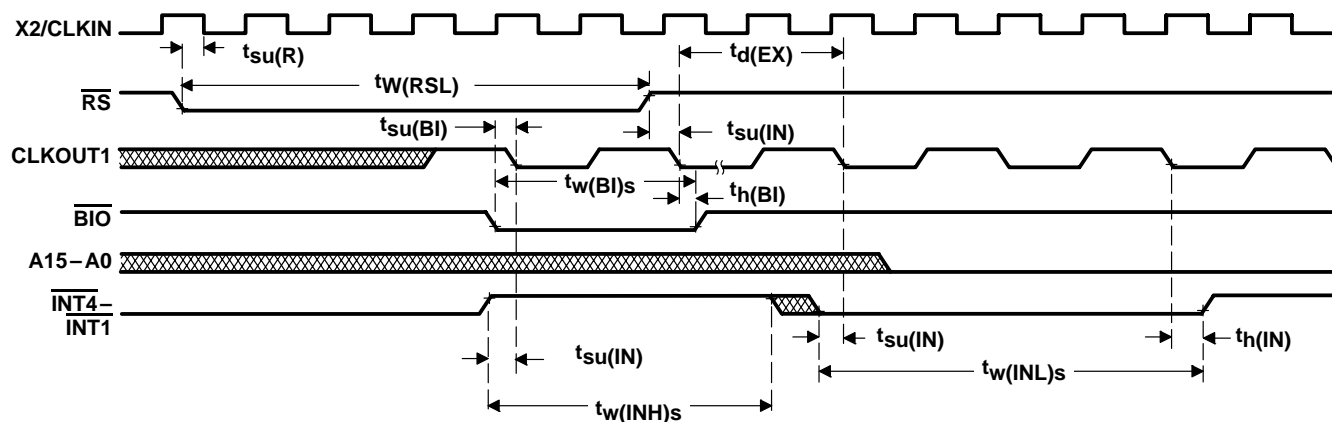 X2/CLKIN
tsu(R)
td(EX)
tW(RSL)
RS
tsu(BI)
tsu(IN)
CLKOUT1
tw(BI)s
th(BI)
BIO
A15–A0
INT4–
INT1
tsu(IN)
tsu(IN)
th(IN)
tw(INL)s
tw(INH)s